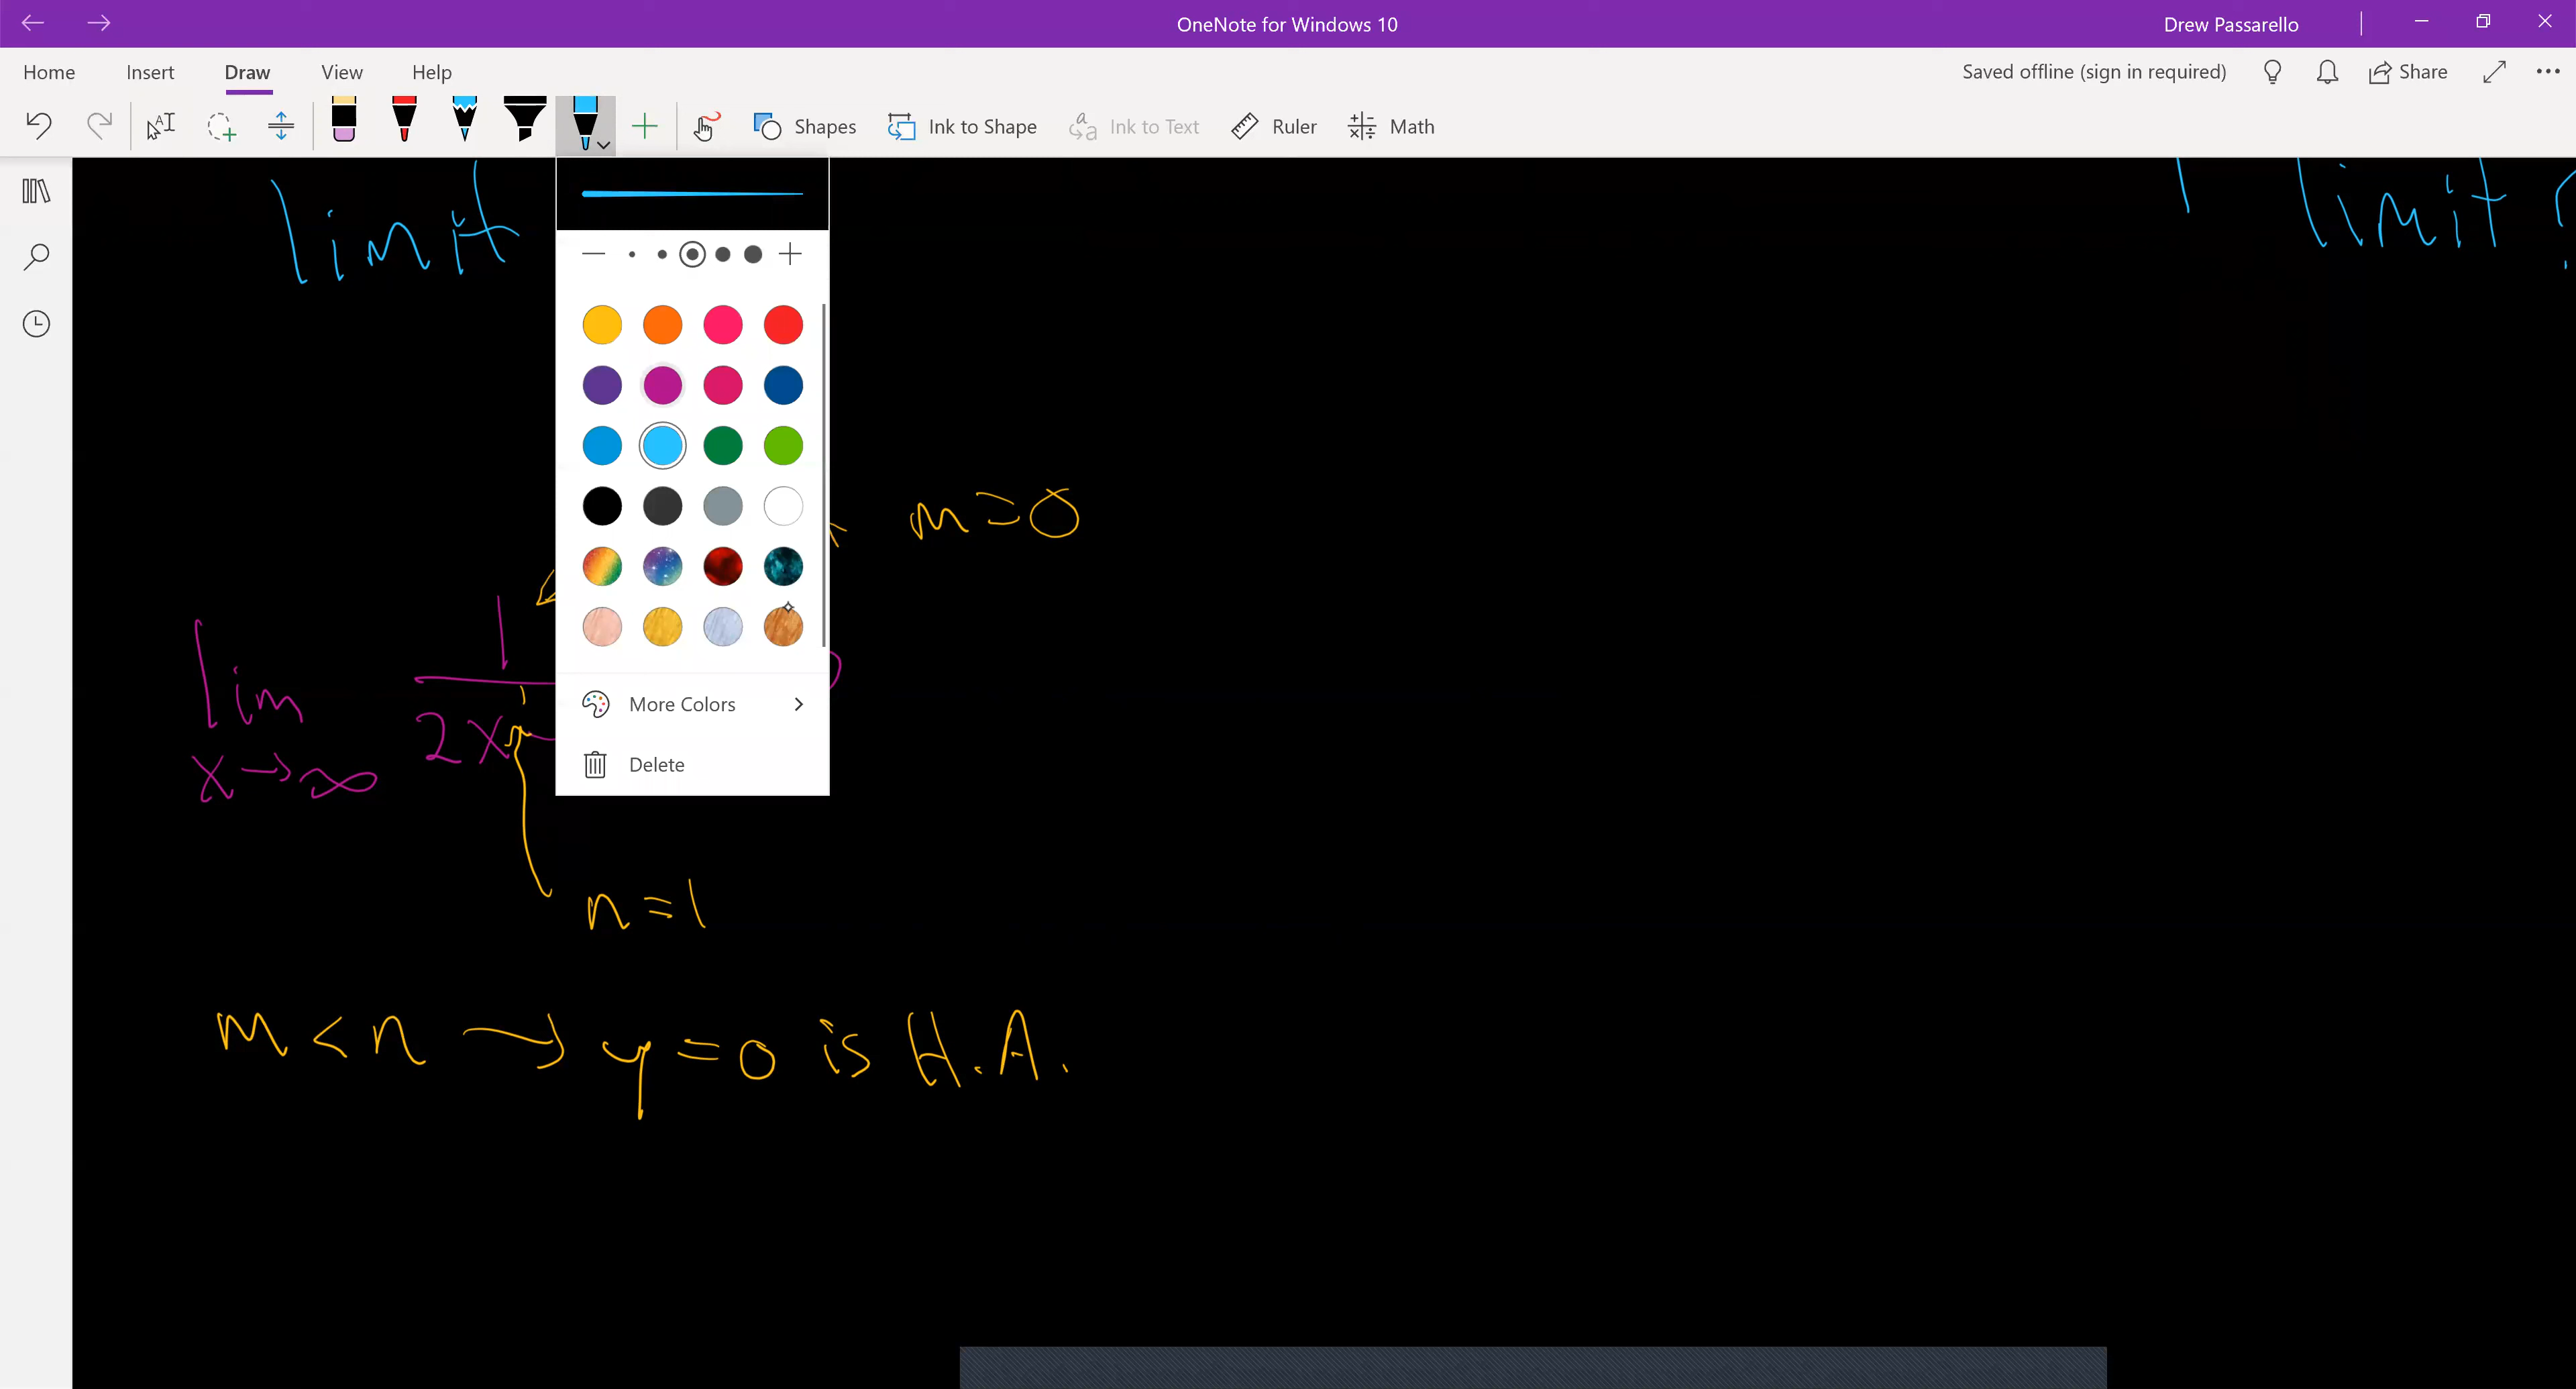 OneNote for Windows 10
Drew Passarello
Home Insert Draw View Help
Saved offline (sign in required) Share
Shapes Ink to Shape Ink to Text Ruler Math
limit
limit ?
m = 0
lim 1
x → ∞ 2x -
More Colors
Delete
n = 1
m < n → y = 0 is H.A.